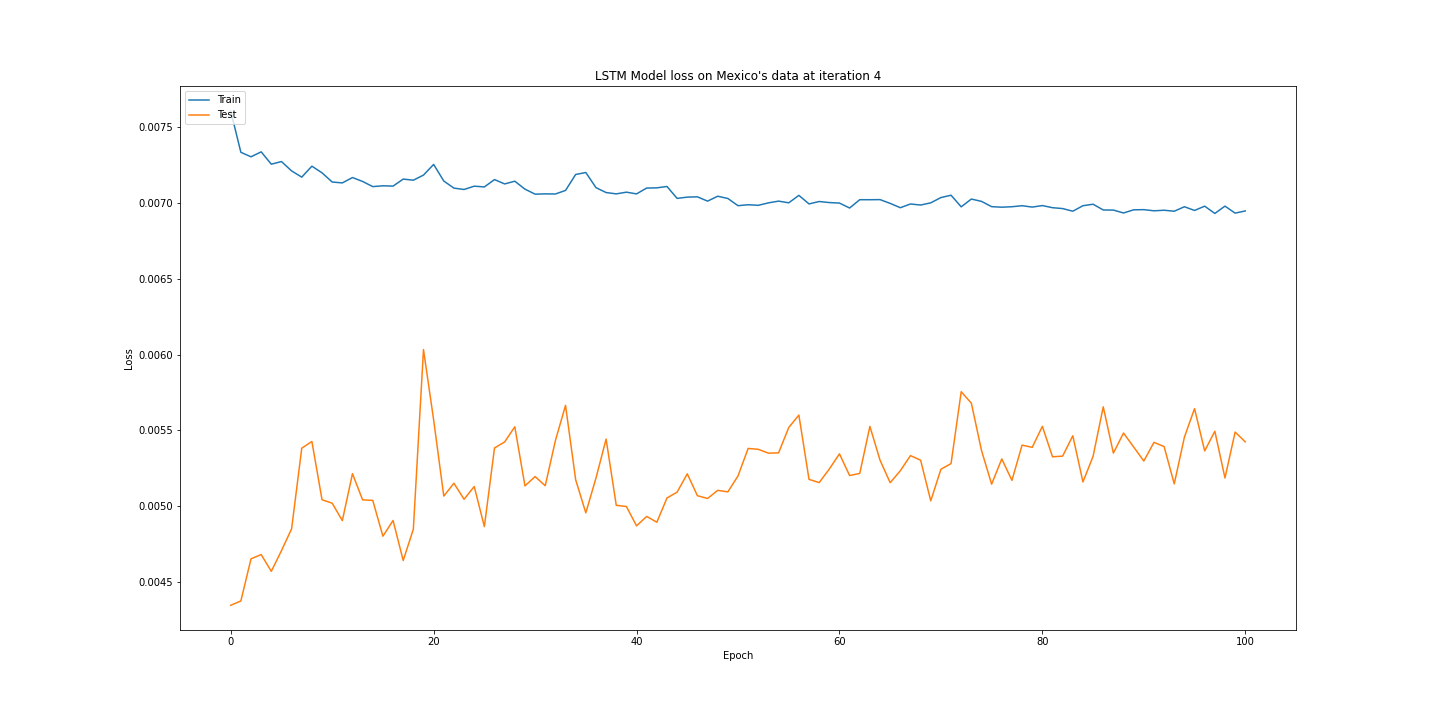 LSTM Model loss on Mexico's data at iteration 4
Train
Test
0.0075
0.0070
0.0065
0.0060
0.0055
0.0050
0.0045
Loss
0 20 40 60 80 100
Epoch